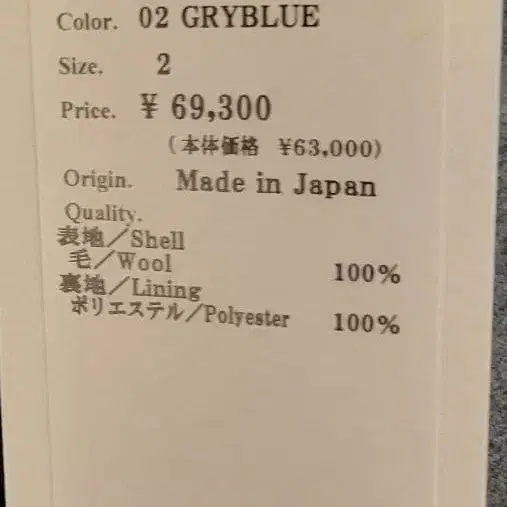 Color. 02 GRYBLUE
Size. 2
Price. ¥ 69,300
(本体価格 ¥63,000)
Origin. Made in Japan
Quality.
表地/Shell
毛/Wool 100%
裏地/Lining
ポリエステル/Polyester 100%